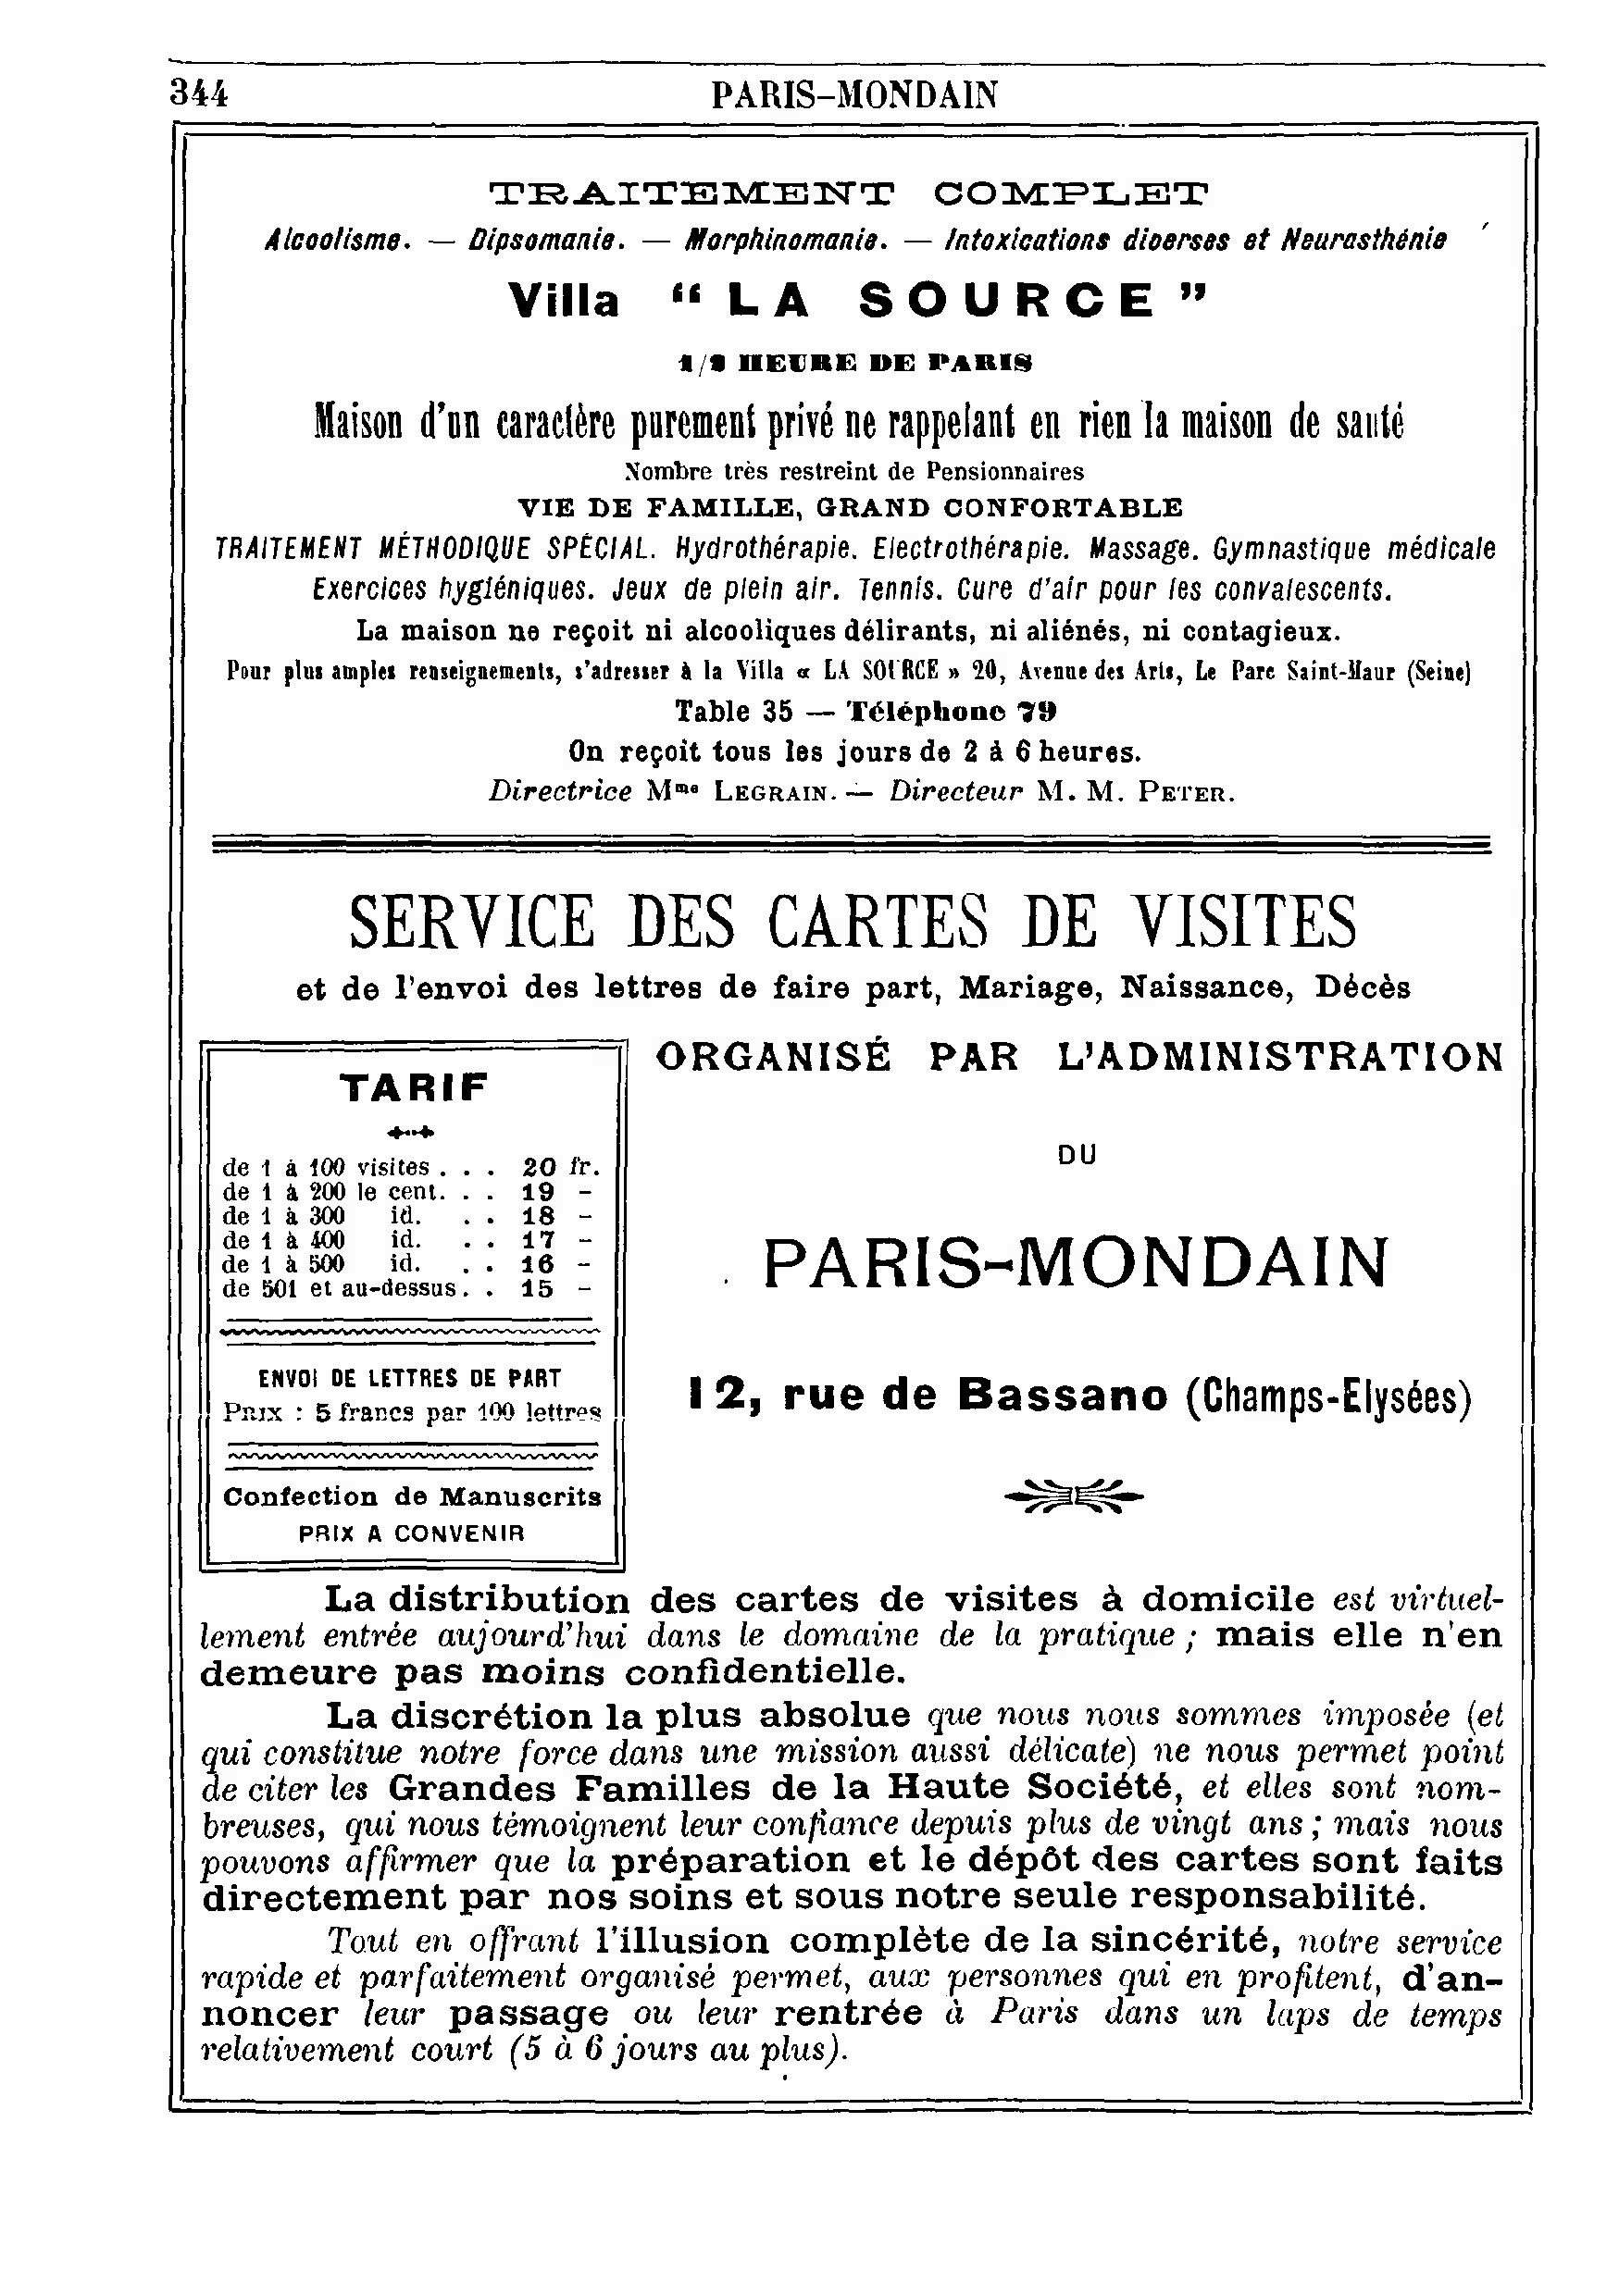 344
PARIS-MONDAIN
TRAITEMENT COMPLET
Alcoolisme. — Dipsomanie. — Morphinomanie. — Intoxications diverses et Neurasthénie
Villa “ LA SOURCE ”
1/2 HEURE DE PARIS
Maison d'un caractère purement privé ne rappelant en rien la maison de santé
Nombre très restreint de Pensionnaires
VIE DE FAMILLE, GRAND CONFORTABLE
TRAITEMENT MÉTHODIQUE SPÉCIAL. Hydrothérapie. Electrothérapie. Massage. Gymnastique médicale
Exercices hygiéniques. Jeux de plein air. Tennis. Cure d'air pour les convalescents.
La maison ne reçoit ni alcooliques délirants, ni aliénés, ni contagieux.
Pour plus amples renseignements, s'adresser à la Villa « LA SOURCE » 20, Avenue des Arts, Le Parc Saint-Maur (Seine)
Table 35 — Téléphone 79
On reçoit tous les jours de 2 à 6 heures.
Directrice Mme LEGRAIN. — Directeur M. M. PETER.
SERVICE DES CARTES DE VISITES
et de l'envoi des lettres de faire part, Mariage, Naissance, Décès
TARIF
de 1 à 100 visites . . . 20 fr.
de 1 à 200 le cent. . . 19 -
de 1 à 300 id. . . 18 -
de 1 à 400 id. . . 17 -
de 1 à 500 id. . . 16 -
de 501 et au-dessus. . 15 -
ENVOI DE LETTRES DE PART
PRIX : 5 francs par 100 lettres
Confection de Manuscrits
PRIX A CONVENIR
ORGANISÉ PAR L'ADMINISTRATION
DU
PARIS-MONDAIN
12, rue de Bassano (Champs-Elysées)
La distribution des cartes de visites à domicile est virtuel-
lement entrée aujourd'hui dans le domaine de la pratique ; mais elle n'en
demeure pas moins confidentielle.
La discrétion la plus absolue que nous nous sommes imposée (et
qui constitue notre force dans une mission aussi délicate) ne nous permet point
de citer les Grandes Familles de la Haute Société, et elles sont nom-
breuses, qui nous témoignent leur confiance depuis plus de vingt ans ; mais nous
pouvons affirmer que la préparation et le dépôt des cartes sont faits
directement par nos soins et sous notre seule responsabilité.
Tout en offrant l'illusion complète de la sincérité, notre service
rapide et parfaitement organisé permet, aux personnes qui en profitent, d'an-
noncer leur passage ou leur rentrée à Paris dans un laps de temps
relativement court (5 à 6 jours au plus).